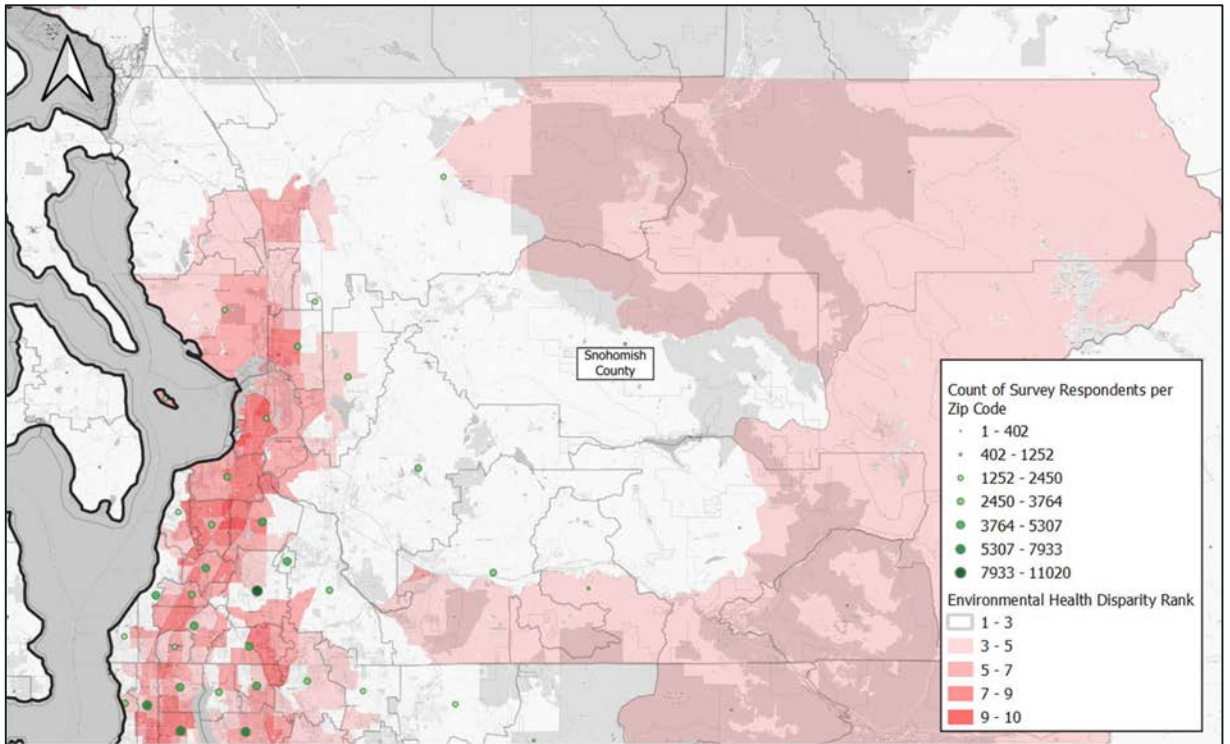 Snohomish
County
Count of Survey Respondents per
Zip Code
1 - 402
402 - 1252
1252 - 2450
2450 - 3764
3764 - 5307
5307 - 7933
7933 - 11020
Environmental Health Disparity Rank
1 - 3
3 - 5
5 - 7
7 - 9
9 - 10